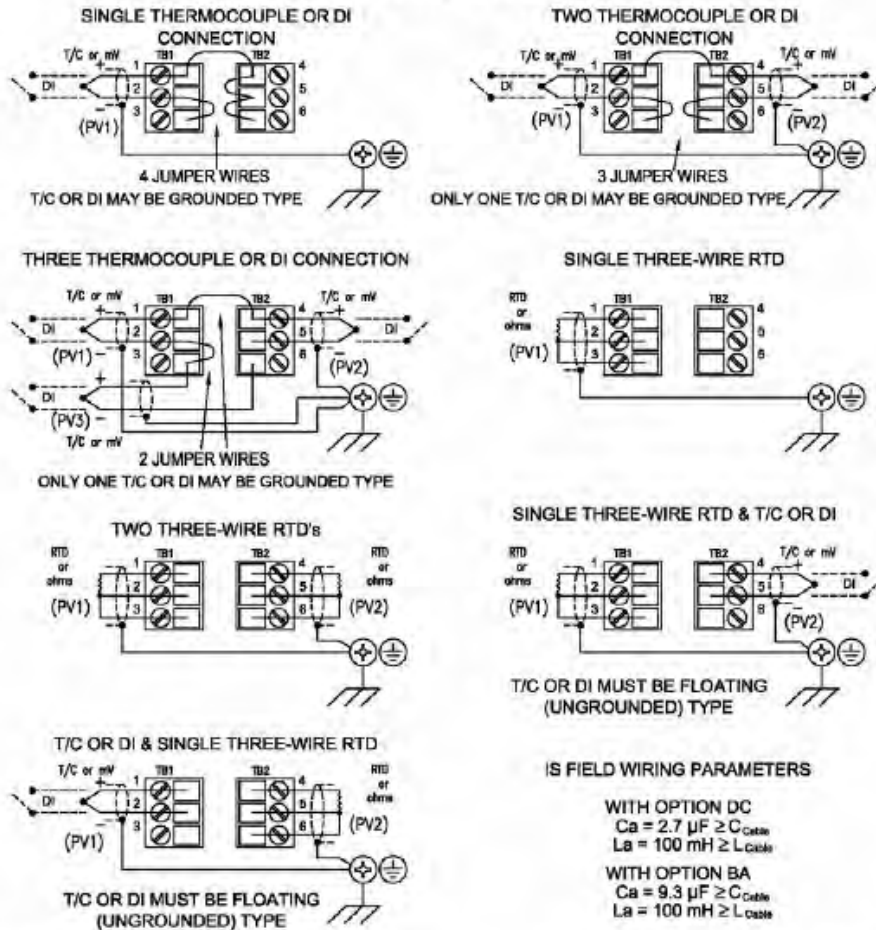 SINGLE THERMOCOUPLE OR DI
CONNECTION
T/C or mV
+
TB1
TB2
1
2
3
4
5
6
DI
(PV1)
4 JUMPER WIRES
T/C OR DI MAY BE GROUNDED TYPE
TWO THERMOCOUPLE OR DI
CONNECTION
T/C or mV
+
TB1
TB2
T/C or mV
+
1
2
3
4
5
6
DI
DI
(PV1)
(PV2)
3 JUMPER WIRES
ONLY ONE T/C OR DI MAY BE GROUNDED TYPE
THREE THERMOCOUPLE OR DI CONNECTION
T/C or mV
+
TB1
TB2
T/C or mV
+
1
2
3
4
5
6
DI
DI
(PV1) -
(PV2)
+
DI
(PV3) -
T/C or mV
2 JUMPER WIRES
ONLY ONE T/C OR DI MAY BE GROUNDED TYPE
SINGLE THREE-WIRE RTD
RTD
or
ohms
TB1
TB2
1
2
3
4
5
6
(PV1)
TWO THREE-WIRE RTD's
RTD
or
ohms
TB1
TB2
RTD
or
ohms
1
2
3
4
5
6
(PV1)
(PV2)
SINGLE THREE-WIRE RTD & T/C OR DI
RTD
or
ohms
TB1
TB2
T/C or mV
+
1
2
3
4
5
6
DI
(PV1)
(PV2)
T/C OR DI MUST BE FLOATING
(UNGROUNDED) TYPE
T/C OR DI & SINGLE THREE-WIRE RTD
T/C or mV
+
TB1
TB2
RTD
or
ohms
1
2
3
4
5
6
DI
(PV1)
(PV2)
T/C OR DI MUST BE FLOATING
(UNGROUNDED) TYPE
IS FIELD WIRING PARAMETERS
WITH OPTION DC
Ca = 2.7 µF ≥ CCable
La = 100 mH ≥ LCable
WITH OPTION BA
Ca = 9.3 µF ≥ CCable
La = 100 mH ≥ LCable